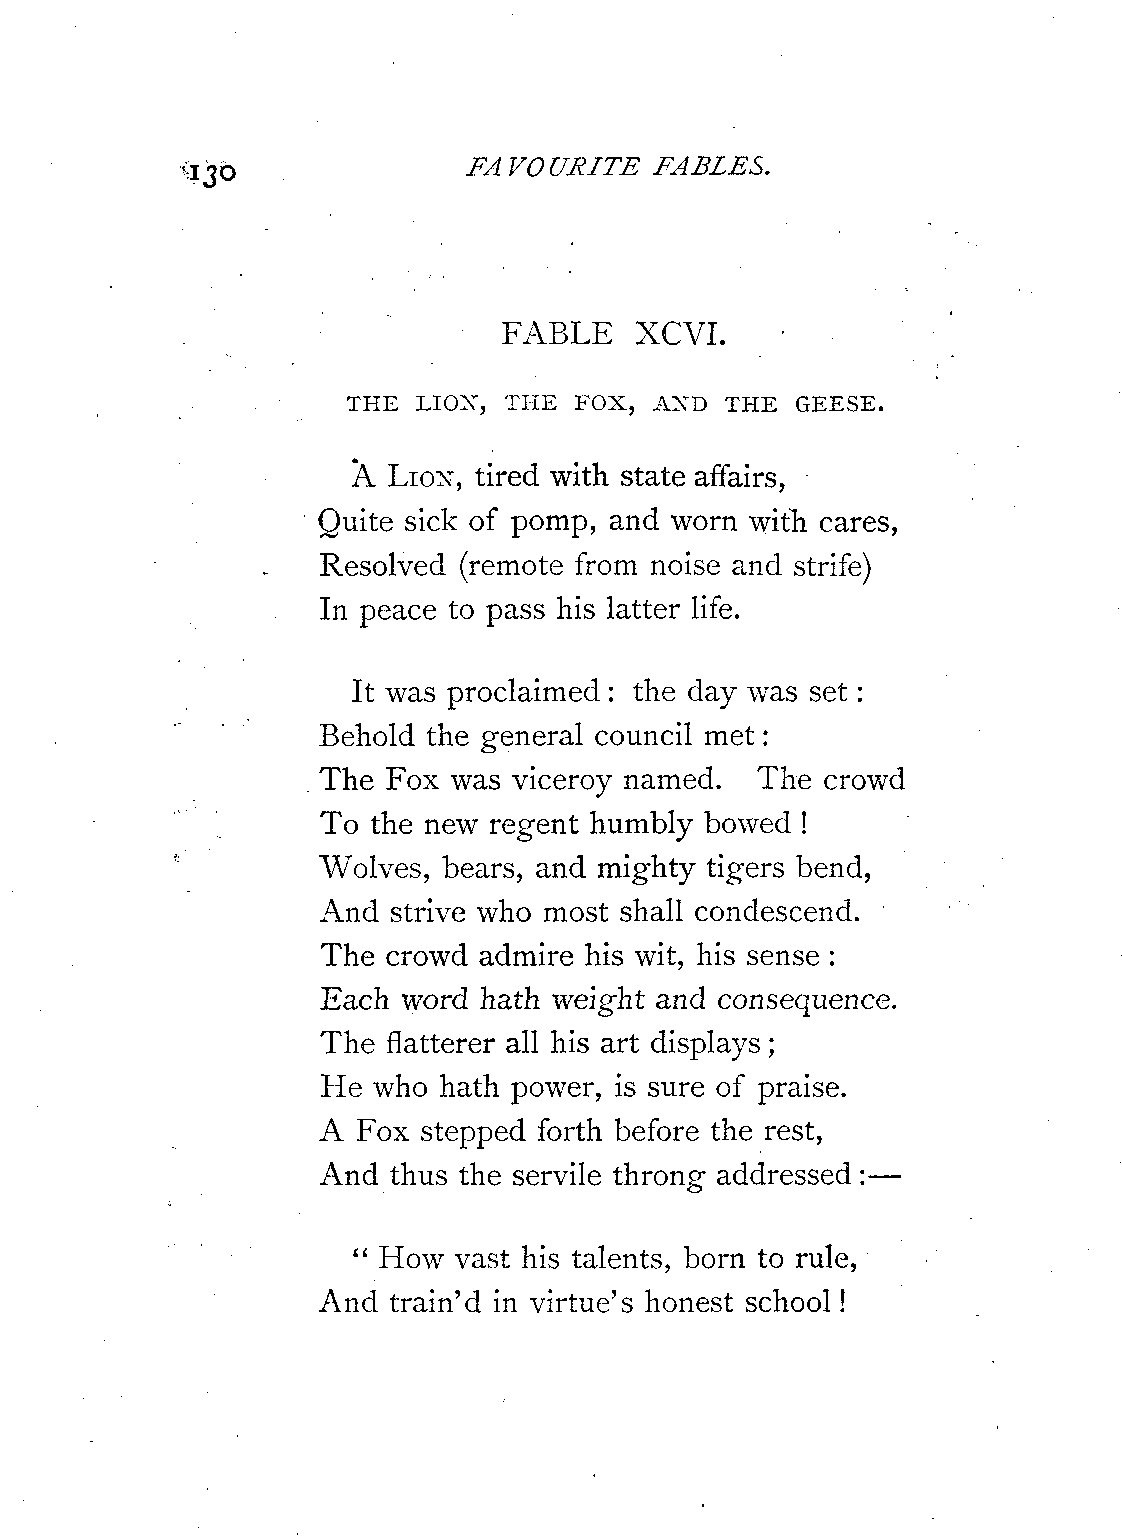 130 FAVOURITE FABLES.
FABLE XCVI.
THE LION, THE FOX, AND THE GEESE.
A LION, tired with state affairs,
Quite sick of pomp, and worn with cares,
Resolved (remote from noise and strife)
In peace to pass his latter life.
It was proclaimed : the day was set :
Behold the general council met :
The Fox was viceroy named. The crowd
To the new regent humbly bowed !
Wolves, bears, and mighty tigers bend,
And strive who most shall condescend.
The crowd admire his wit, his sense :
Each word hath weight and consequence.
The flatterer all his art displays ;
He who hath power, is sure of praise.
A Fox stepped forth before the rest,
And thus the servile throng addressed :—
“ How vast his talents, born to rule,
And train’d in virtue’s honest school !